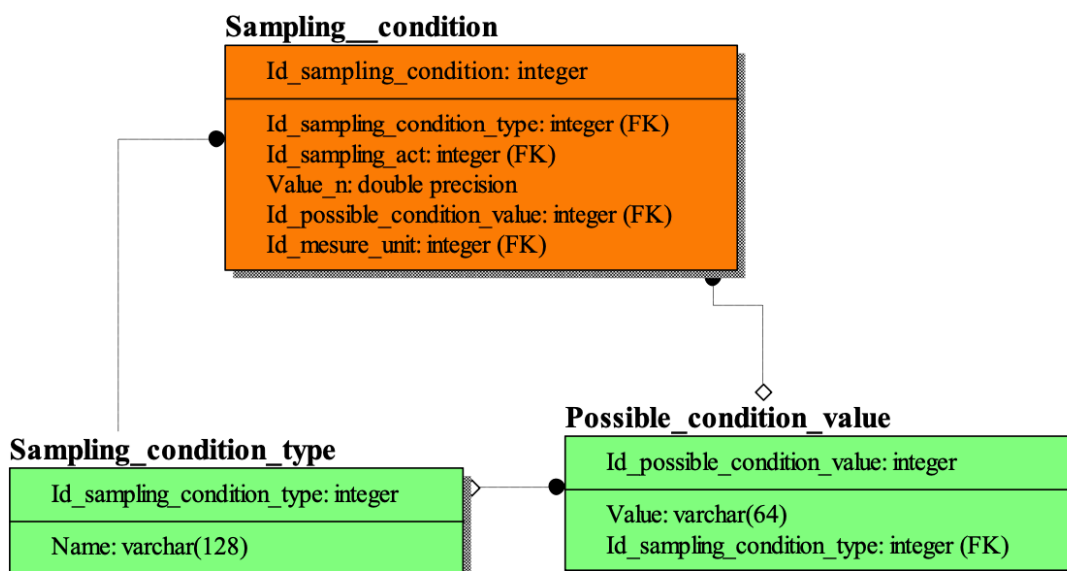 Sampling__condition
Id_sampling_condition: integer
Id_sampling_condition_type: integer (FK)
Id_sampling_act: integer (FK)
Value_n: double precision
Id_possible_condition_value: integer (FK)
Id_mesure_unit: integer (FK)
Sampling_condition_type
Id_sampling_condition_type: integer
Name: varchar(128)
Possible_condition_value
Id_possible_condition_value: integer
Value: varchar(64)
Id_sampling_condition_type: integer (FK)